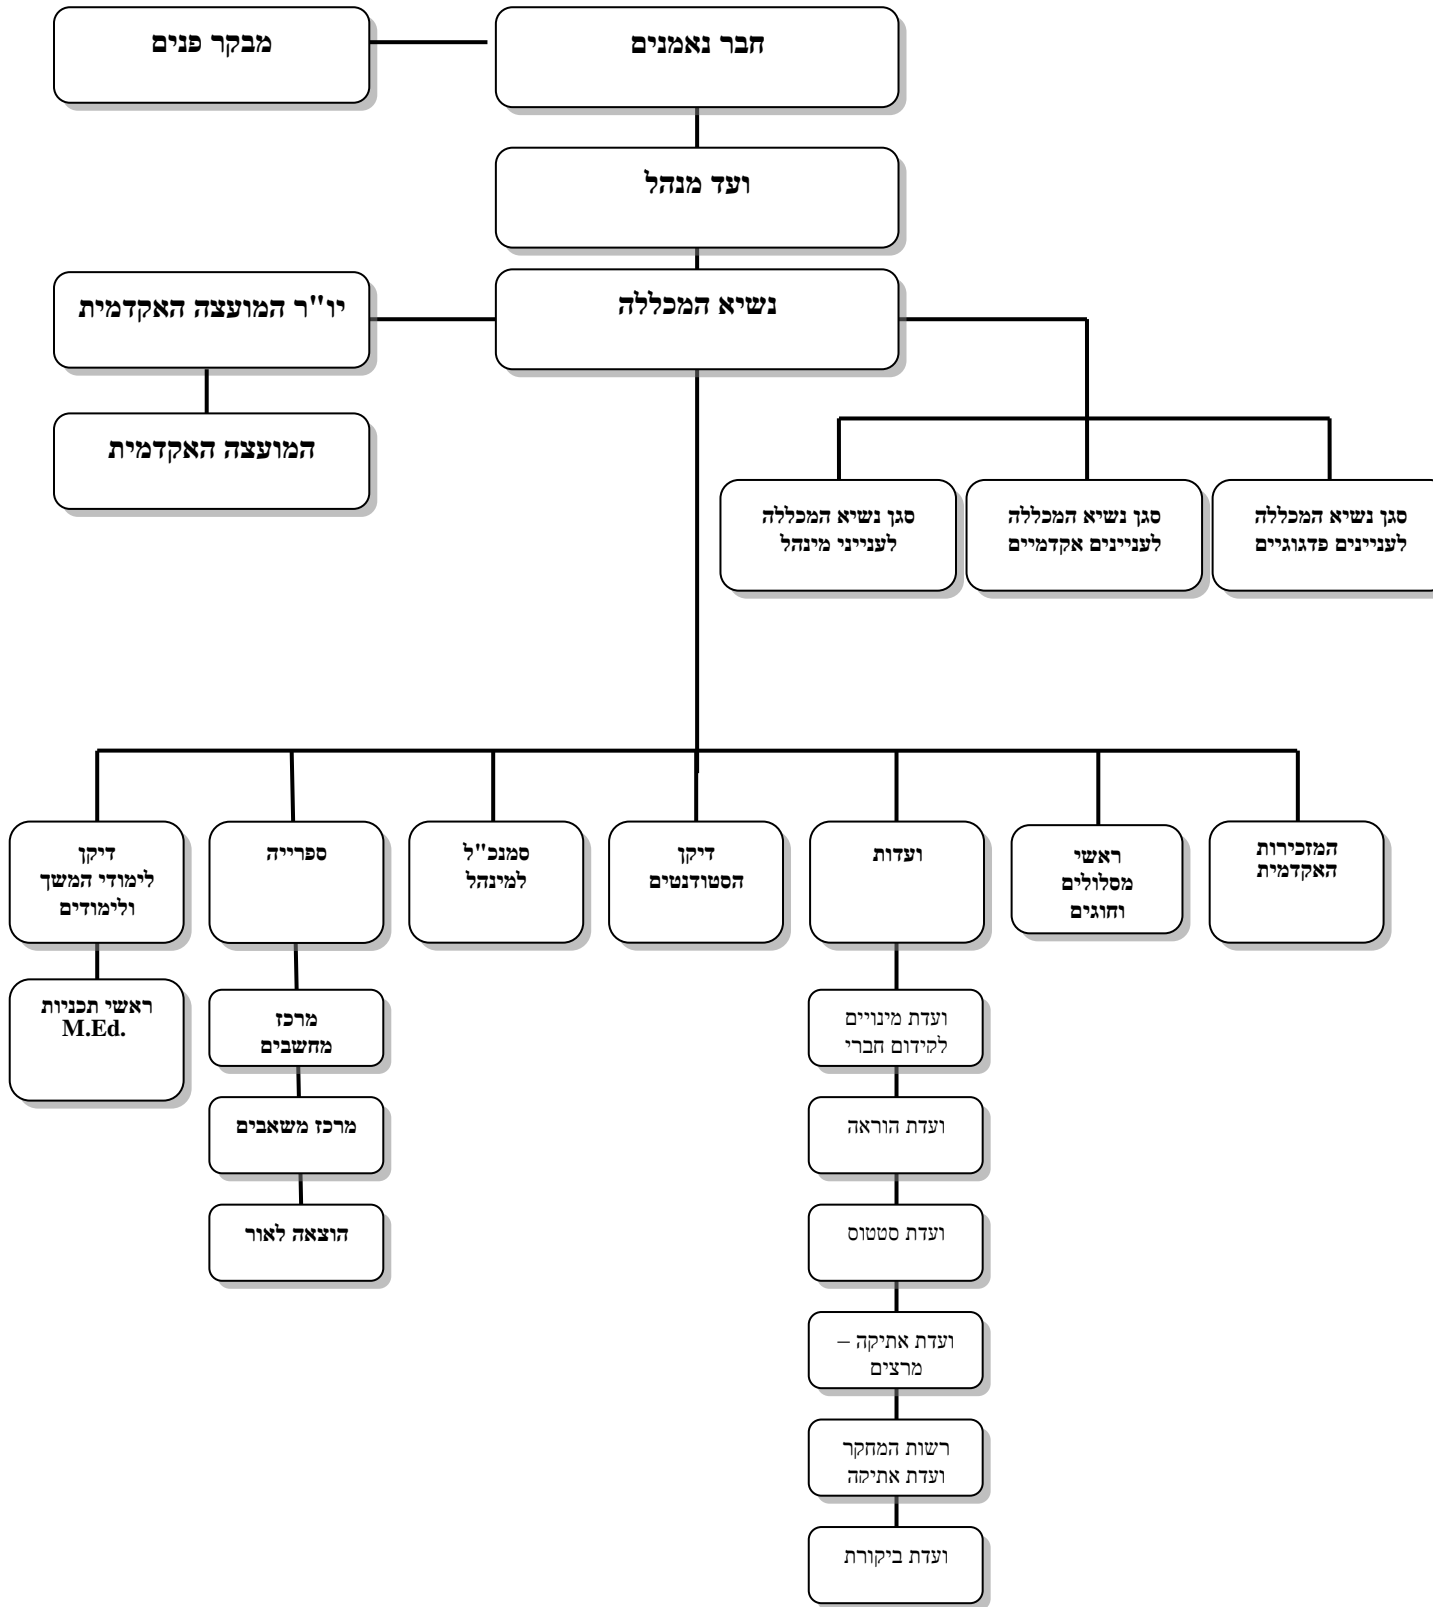 חבר נאמנים
מבקר פנים
ועד מנהל
נשיא המכללה
יו"ר המועצה האקדמית
המועצה האקדמית
סגן נשיא המכללה
לעניינים פדגוגיים
סגן נשיא המכללה
לעניינים אקדמיים
סגן נשיא המכללה
לענייני מינהל
המזכירות
האקדמית
ראשי
מסלולים
וחוגים
ועדות
דיקן
הסטודנטים
סמנכ"ל
למינהל
ספרייה
דיקן
לימודי המשך
ולימודים
ועדת מינויים
לקידום חברי
ועדת הוראה
ועדת סטטוס
ועדת אתיקה –
מרצים
רשות המחקר
ועדת אתיקה
ועדת ביקורת
מרכז
מחשבים
מרכז משאבים
הוצאה לאור
ראשי תכניות
M.Ed.